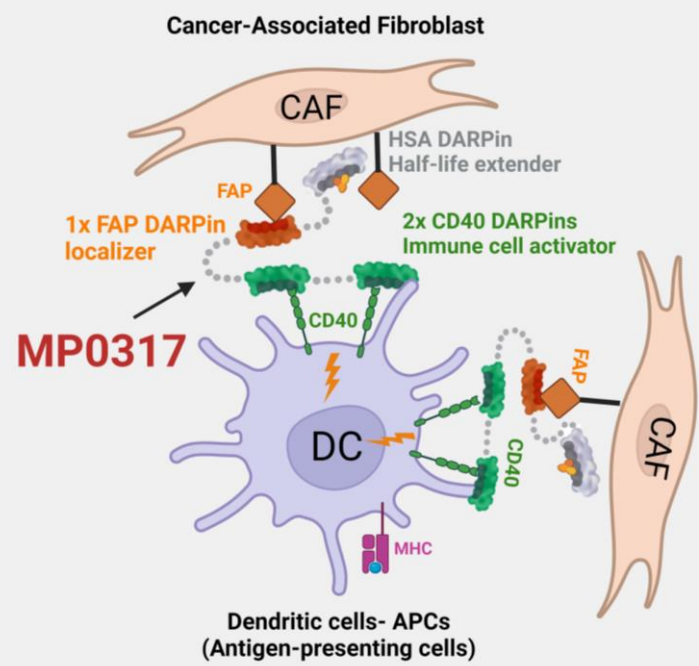 Cancer-Associated Fibroblast
CAF
HSA DARPin
Half-life extender
FAP
1x FAP DARPin
localizer
2x CD40 DARPins
Immune cell activator
CD40
MP0317
FAP
DC
CAF
CD40
MHC
Dendritic cells- APCs
(Antigen-presenting cells)